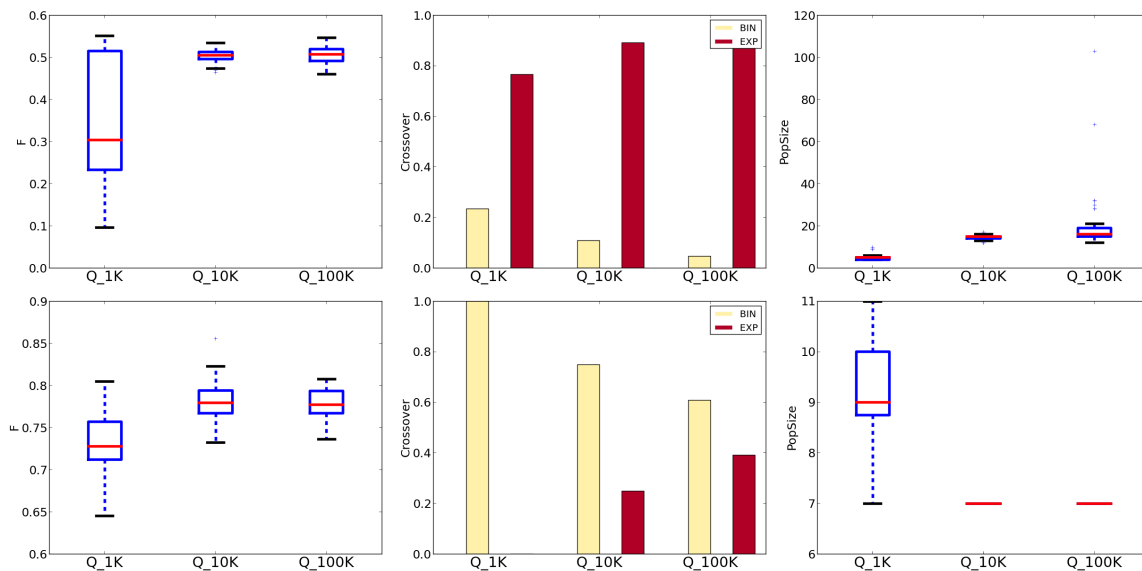 F
0.6
0.5
0.4
0.3
0.2
0.1
0.0
Q_1K
Q_10K
Q_100K
Crossover
1.0
0.8
0.6
0.4
0.2
0.0
BIN
EXP
Q_1K
Q_10K
Q_100K
PopSize
120
100
80
60
40
20
0
Q_1K
Q_10K
Q_100K
F
0.9
0.85
0.8
0.75
0.7
0.65
0.6
Q_1K
Q_10K
Q_100K
Crossover
1.0
0.8
0.6
0.4
0.2
0.0
BIN
EXP
Q_1K
Q_10K
Q_100K
PopSize
11
10
9
8
7
6
Q_1K
Q_10K
Q_100K